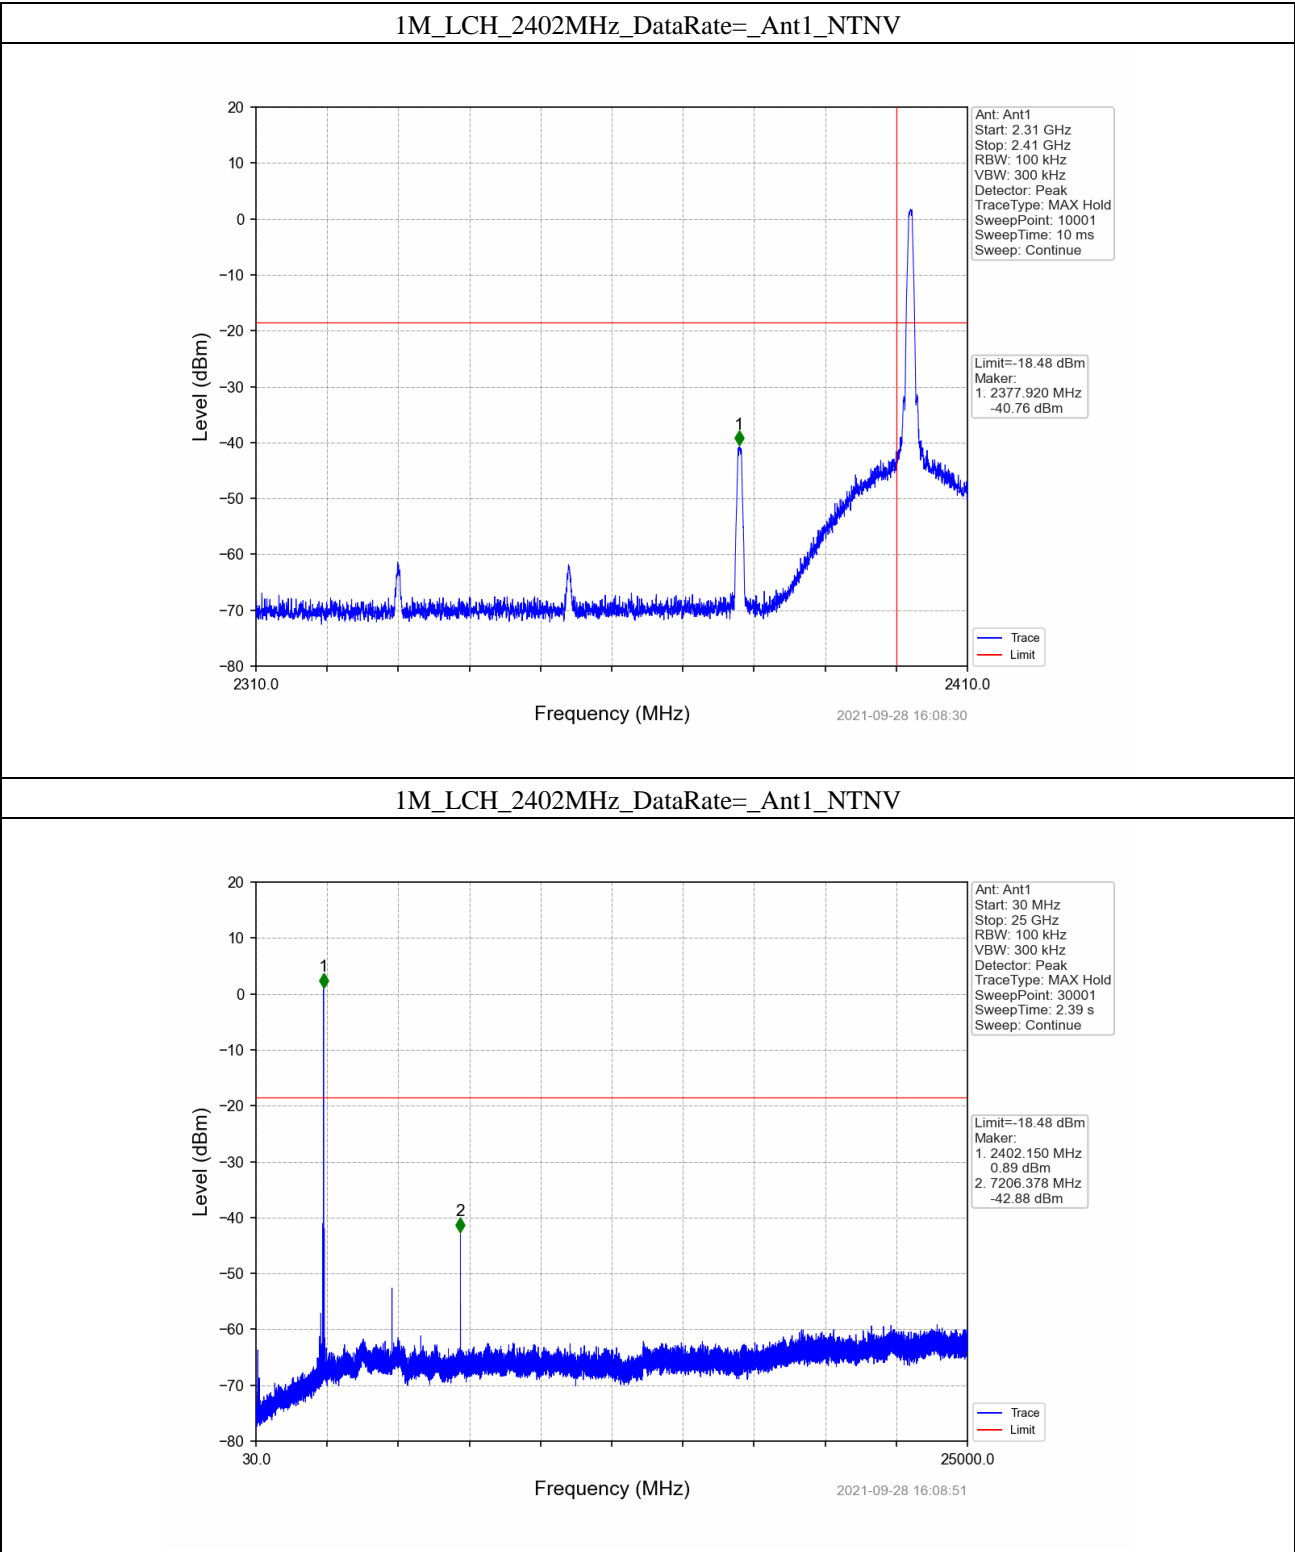 1M_LCH_2402MHz_DataRate=_Ant1_NTNV
20
10
0
−10
−20
−30
−40
−50
−60
−70
−80
Level (dBm)
1
2310.0
2410.0
Frequency (MHz)
2021-09-28 16:08:30
Ant: Ant1
Start: 2.31 GHz
Stop: 2.41 GHz
RBW: 100 kHz
VBW: 300 kHz
Detector: Peak
TraceType: MAX Hold
SweepPoint: 10001
SweepTime: 10 ms
Sweep: Continue
Limit=-18.48 dBm
Maker:
1. 2377.920 MHz
-40.76 dBm
Trace
Limit
1M_LCH_2402MHz_DataRate=_Ant1_NTNV
20
10
0
−10
−20
−30
−40
−50
−60
−70
−80
Level (dBm)
1
2
30.0
25000.0
Frequency (MHz)
2021-09-28 16:08:51
Ant: Ant1
Start: 30 MHz
Stop: 25 GHz
RBW: 100 kHz
VBW: 300 kHz
Detector: Peak
TraceType: MAX Hold
SweepPoint: 30001
SweepTime: 2.39 s
Sweep: Continue
Limit=-18.48 dBm
Maker:
1. 2402.150 MHz
0.89 dBm
2. 7206.378 MHz
-42.88 dBm
Trace
Limit